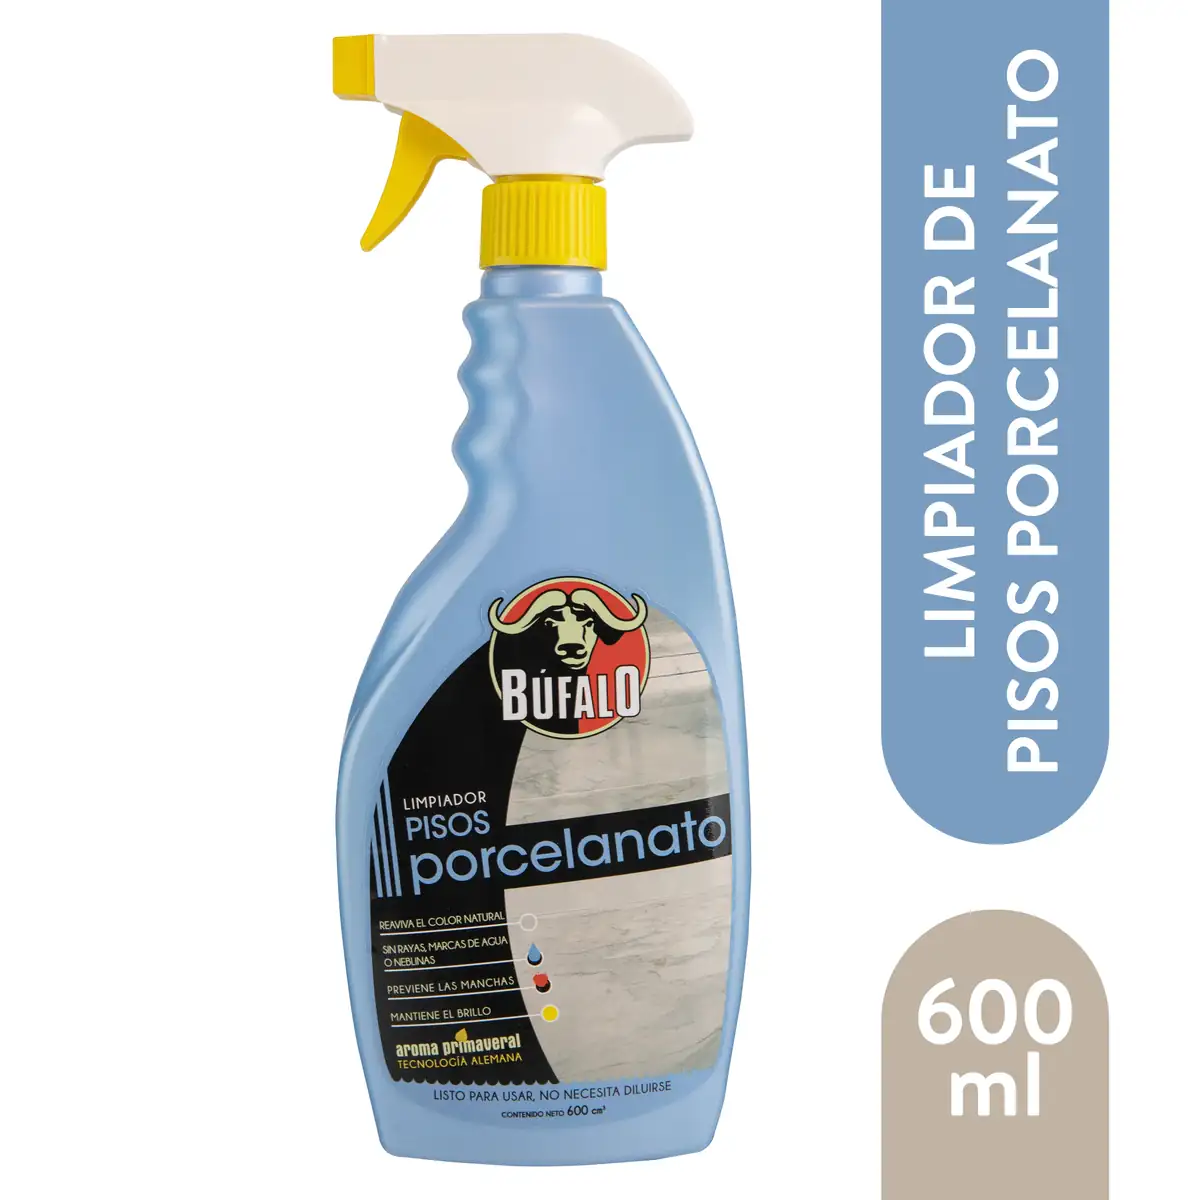 BÚFALO
LIMPIADOR
PISOS
porcelanato
REAVIVA EL COLOR NATURAL
SIN RAYAS, MARCAS DE AGUA
O NEBLINAS
PREVIENE LAS MANCHAS
MANTIENE EL BRILLO
aroma primaveral
TECNOLOGÍA ALEMANA
LISTO PARA USAR, NO NECESITA DILUIRSE
CONTENIDO NETO 600 cm³
LIMPIADOR DE
PISOS PORCELANATO
600
ml